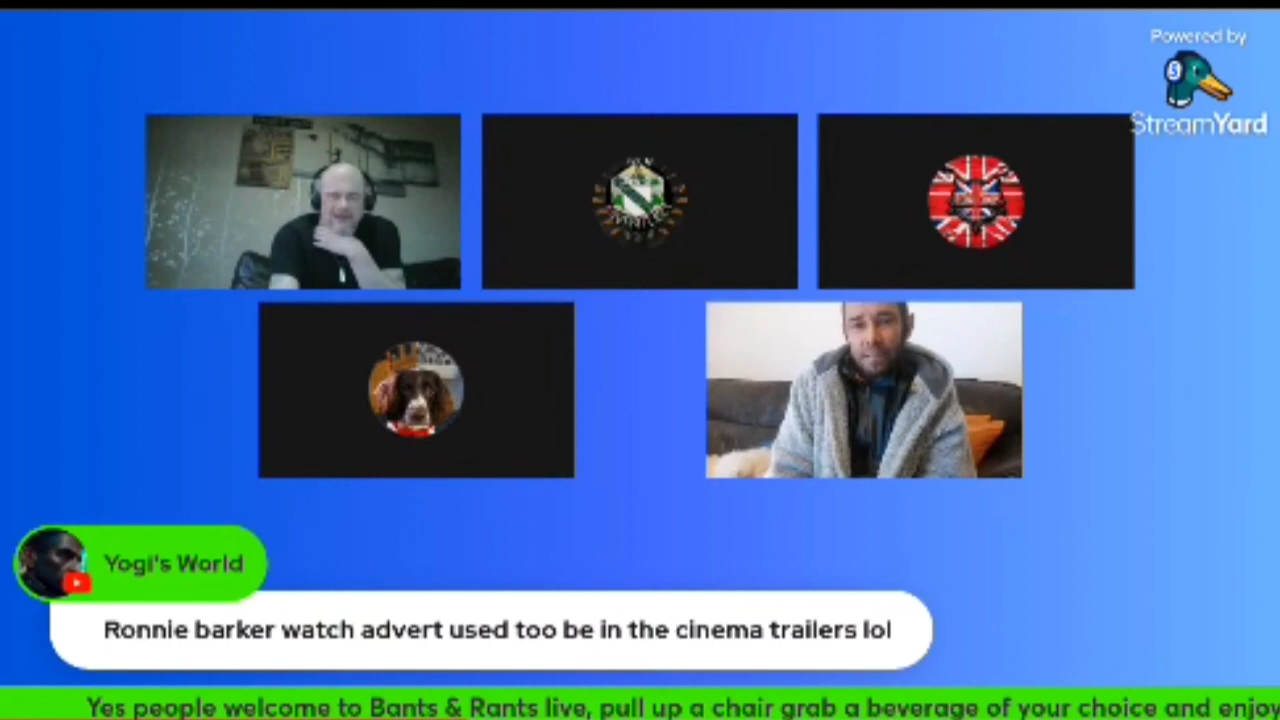 Powered by
StreamYard
Yogi's World
Ronnie barker watch advert used too be in the cinema trailers lol
Yes people welcome to Bants & Rants live, pull up a chair grab a beverage of your choice and enjoy